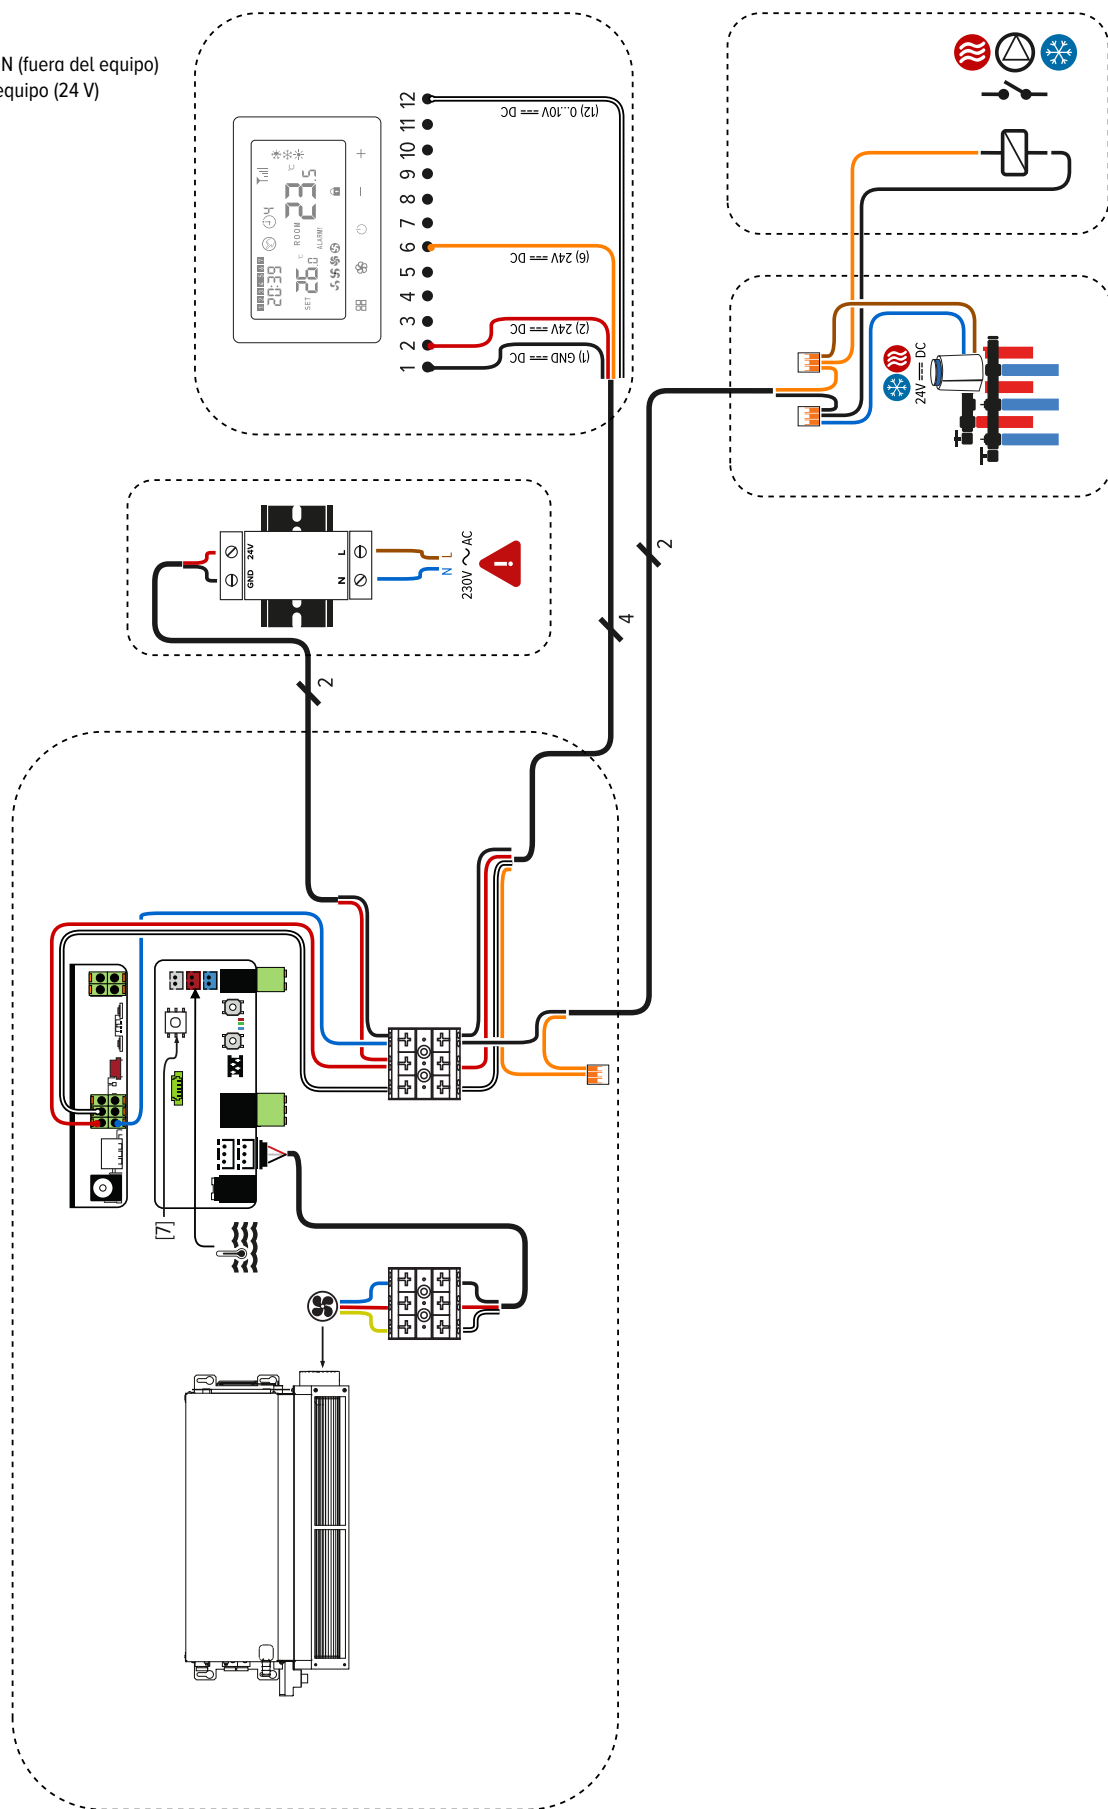 N (fuera del equipo)
equipo (24 V)
12
11
10
9
8
7
6
5
4
3
2
1
(12) 0...10V DC
(6) 24V DC
(2) 24V DC
(1) GND DC
20:39
4
SET
26.0
°C
ROOM
23.5
°C
ALARM!
24V DC
GND
24V
N
L
N
L
230V ~ AC
2
4
2
[7]